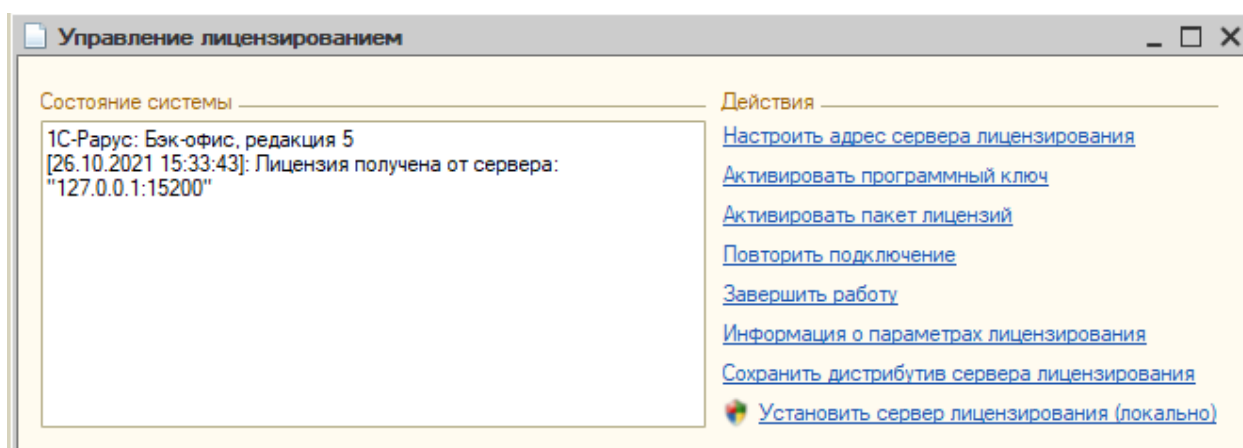 Управление лицензированием
Состояние системы
1С-Рарус: Бэк-офис, редакция 5
[26.10.2021 15:33:43]: Лицензия получена от сервера:
"127.0.0.1:15200"
Действия
Настроить адрес сервера лицензирования
Активировать программный ключ
Активировать пакет лицензий
Повторить подключение
Завершить работу
Информация о параметрах лицензирования
Сохранить дистрибутив сервера лицензирования
Установить сервер лицензирования (локально)